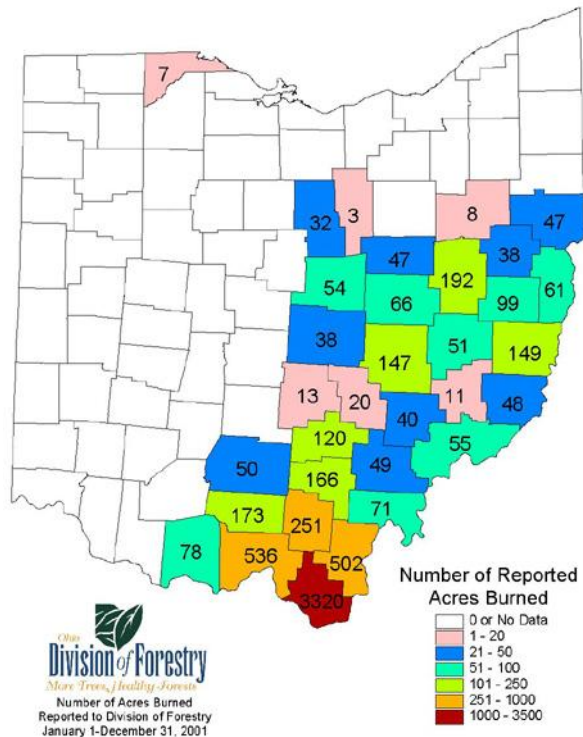 7
3
8
47
32
47
38
192
61
54
66
99
38
51
149
147
13
20
11
48
40
120
55
50
49
166
71
173
251
78
536
502
3320
Number of Reported
Acres Burned
0 or No Data
1 - 20
21 - 50
51 - 100
101 - 250
251 - 1000
1000 - 3500
Ohio
Division of Forestry
More Trees, Healthy Forests
Number of Acres Burned
Reported to Division of Forestry
January 1-December 31, 2001